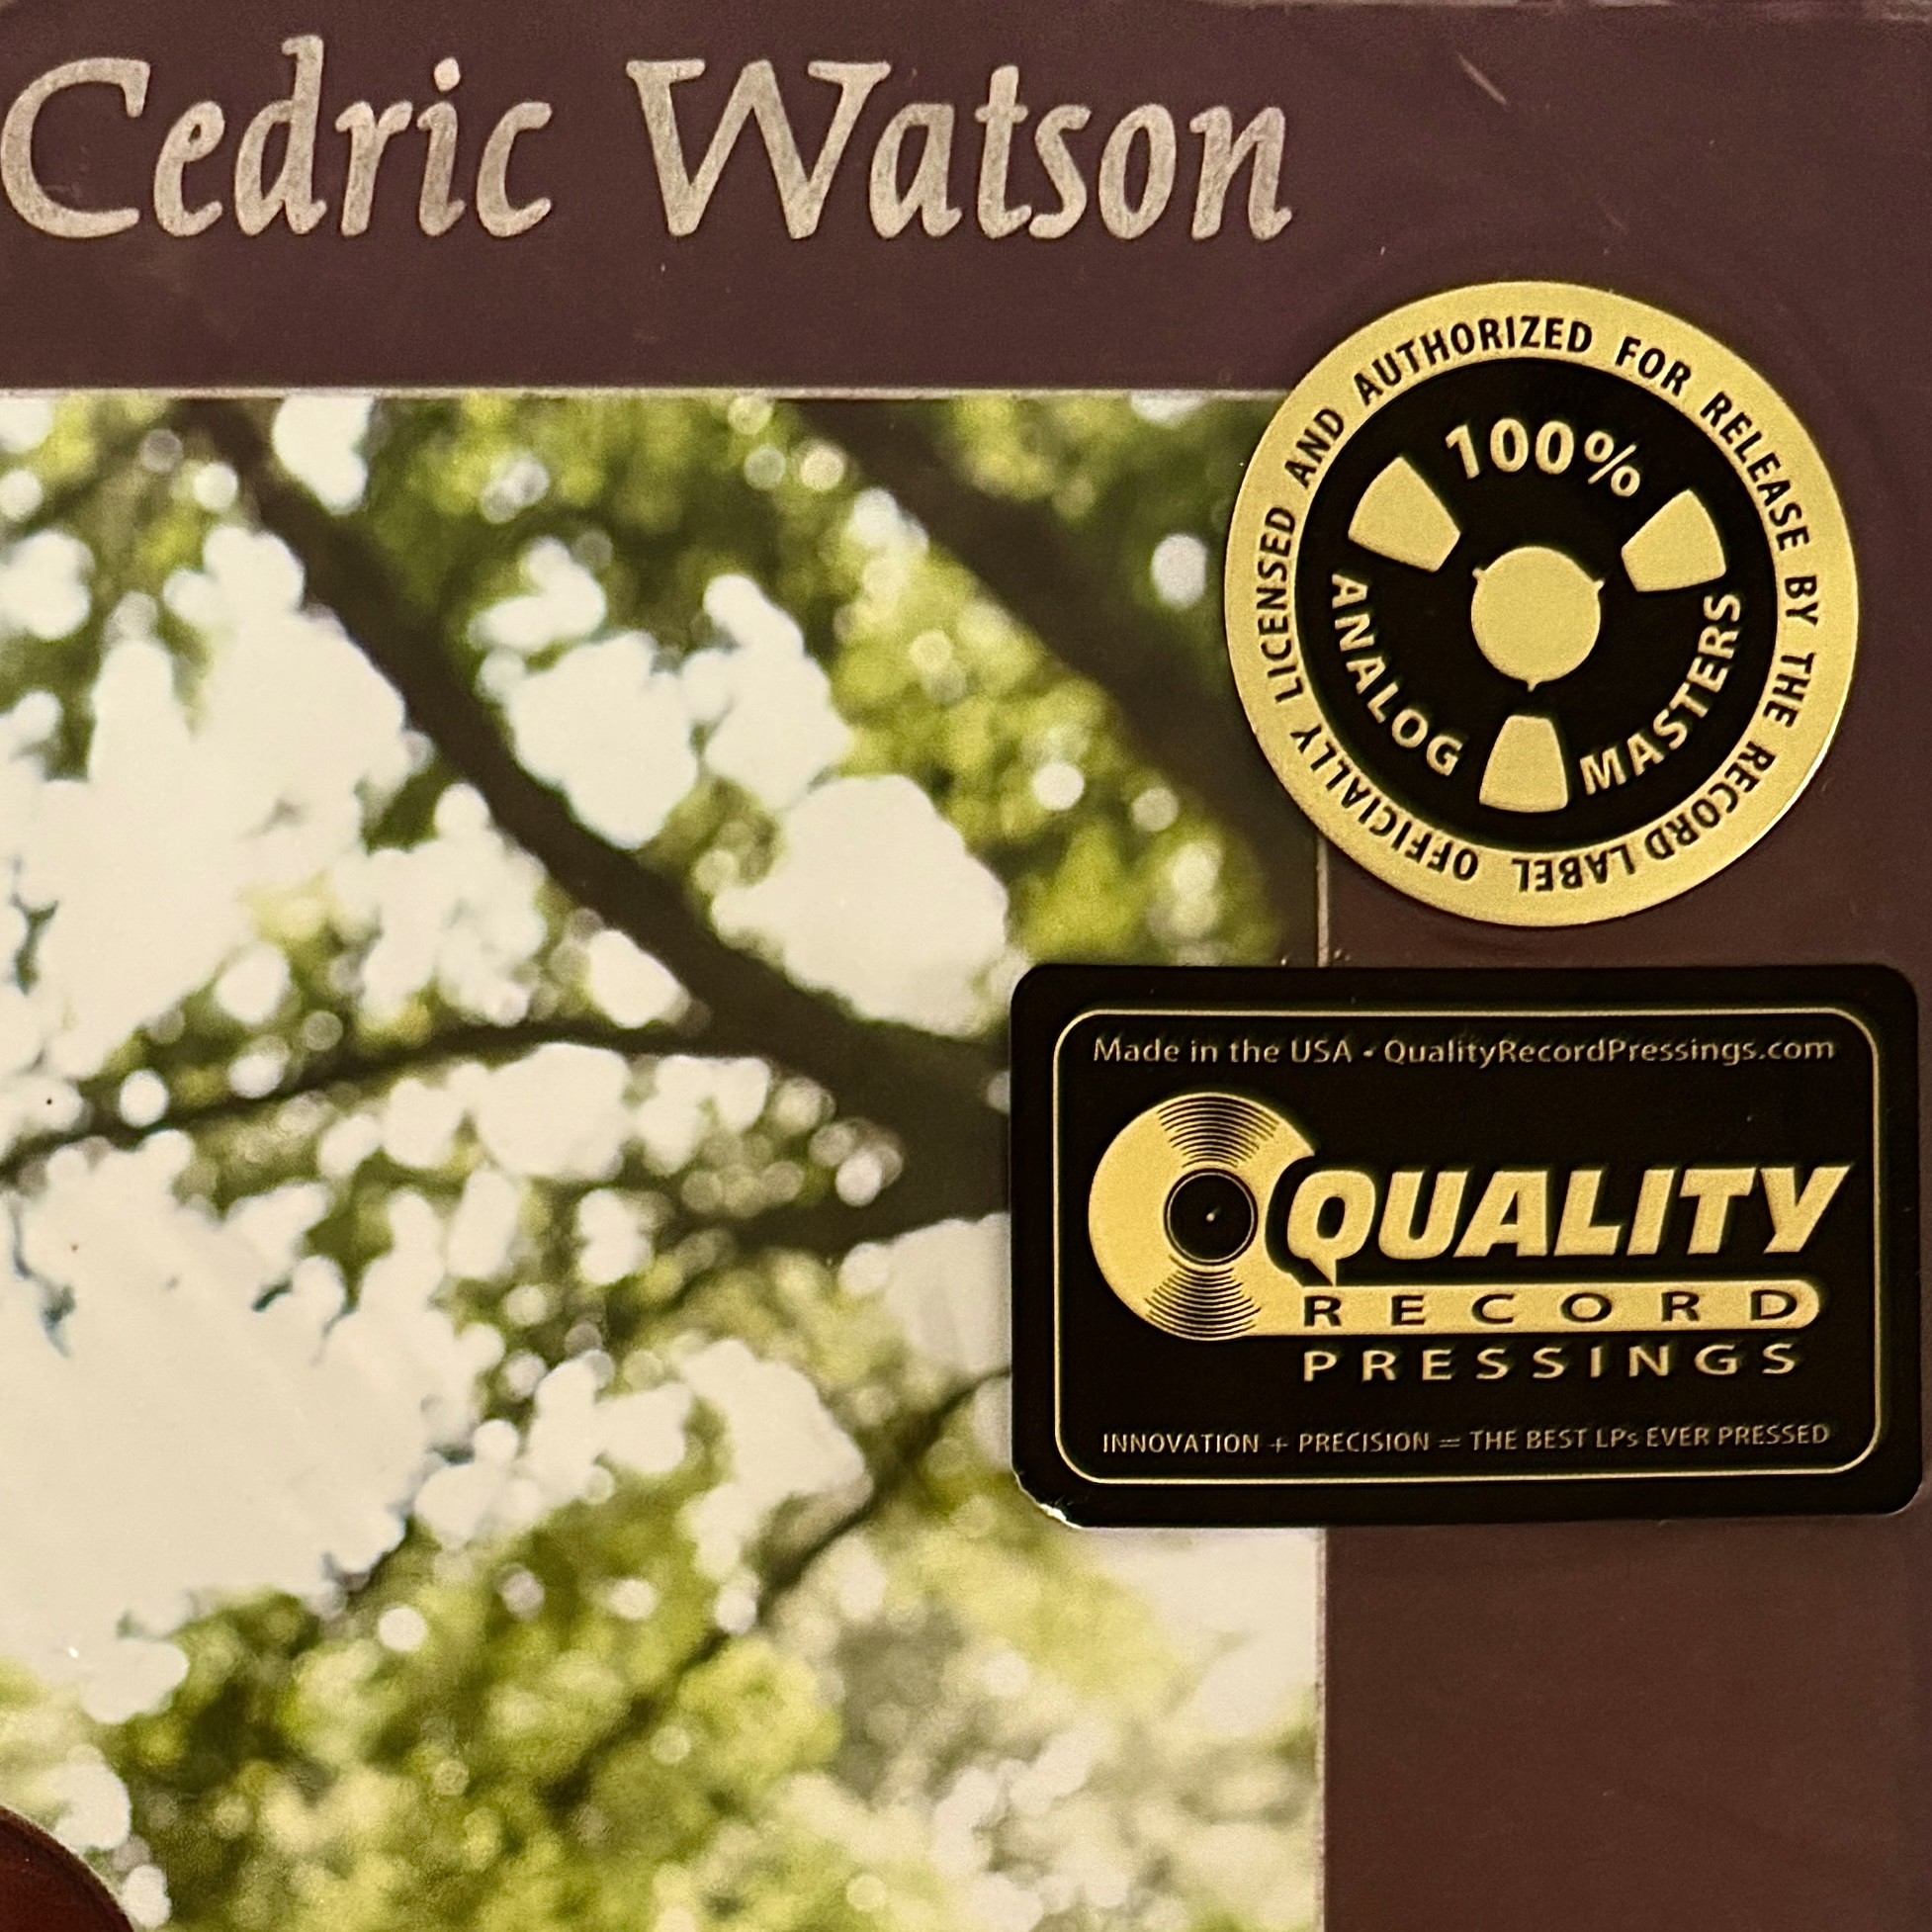 Cedric Watson
OFFICIALLY LICENSED AND AUTHORIZED FOR RELEASE BY THE RECORD LABEL
100%
ANALOG MASTERS
Made in the USA • QualityRecordPressings.com
QUALITY
RECORD
PRESSINGS
INNOVATION + PRECISION = THE BEST LPs EVER PRESSED